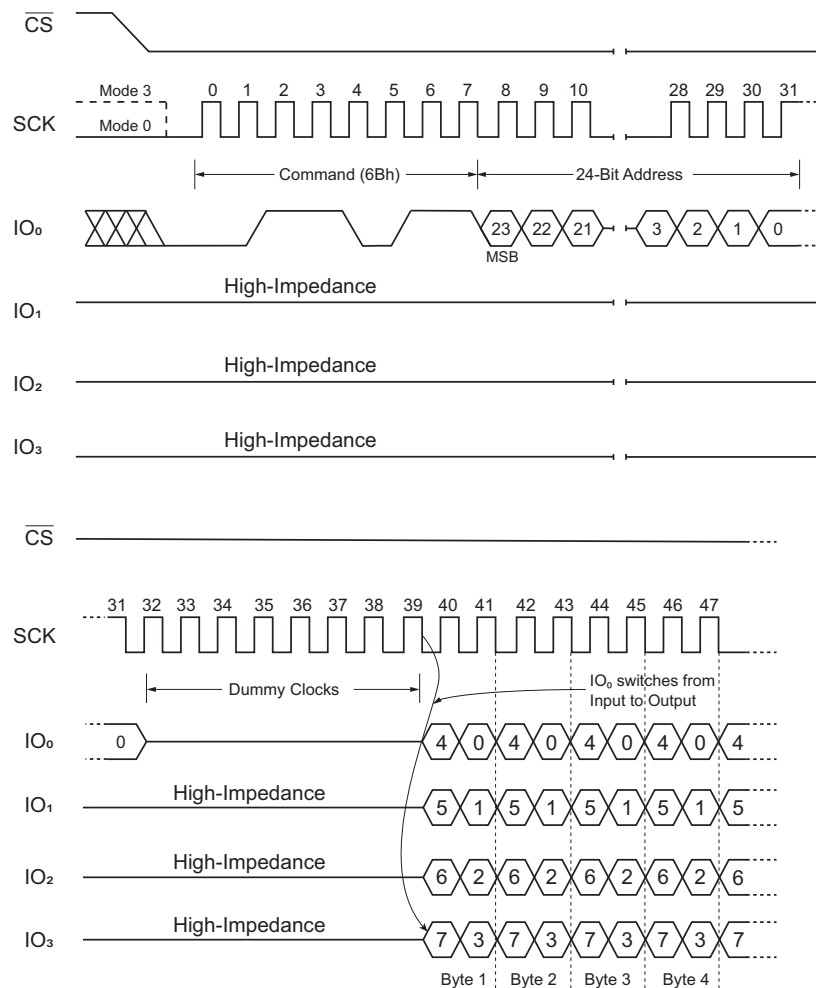 CS
Mode 3
0 1 2 3 4 5 6 7 8 9 10 28 29 30 31
SCK
Mode 0
Command (6Bh) 24-Bit Address
IO₀
23 22 21 3 2 1 0
MSB
High-Impedance
IO₁
High-Impedance
IO₂
High-Impedance
IO₃
CS
31 32 33 34 35 36 37 38 39 40 41 42 43 44 45 46 47
SCK
Dummy Clocks
IO₀ switches from
Input to Output
IO₀ 0 4 0 4 0 4 0 4 0 4
IO₁ High-Impedance 5 1 5 1 5 1 5 1 5
IO₂ High-Impedance 6 2 6 2 6 2 6 2 6
IO₃ High-Impedance 7 3 7 3 7 3 7 3 7
Byte 1 Byte 2 Byte 3 Byte 4